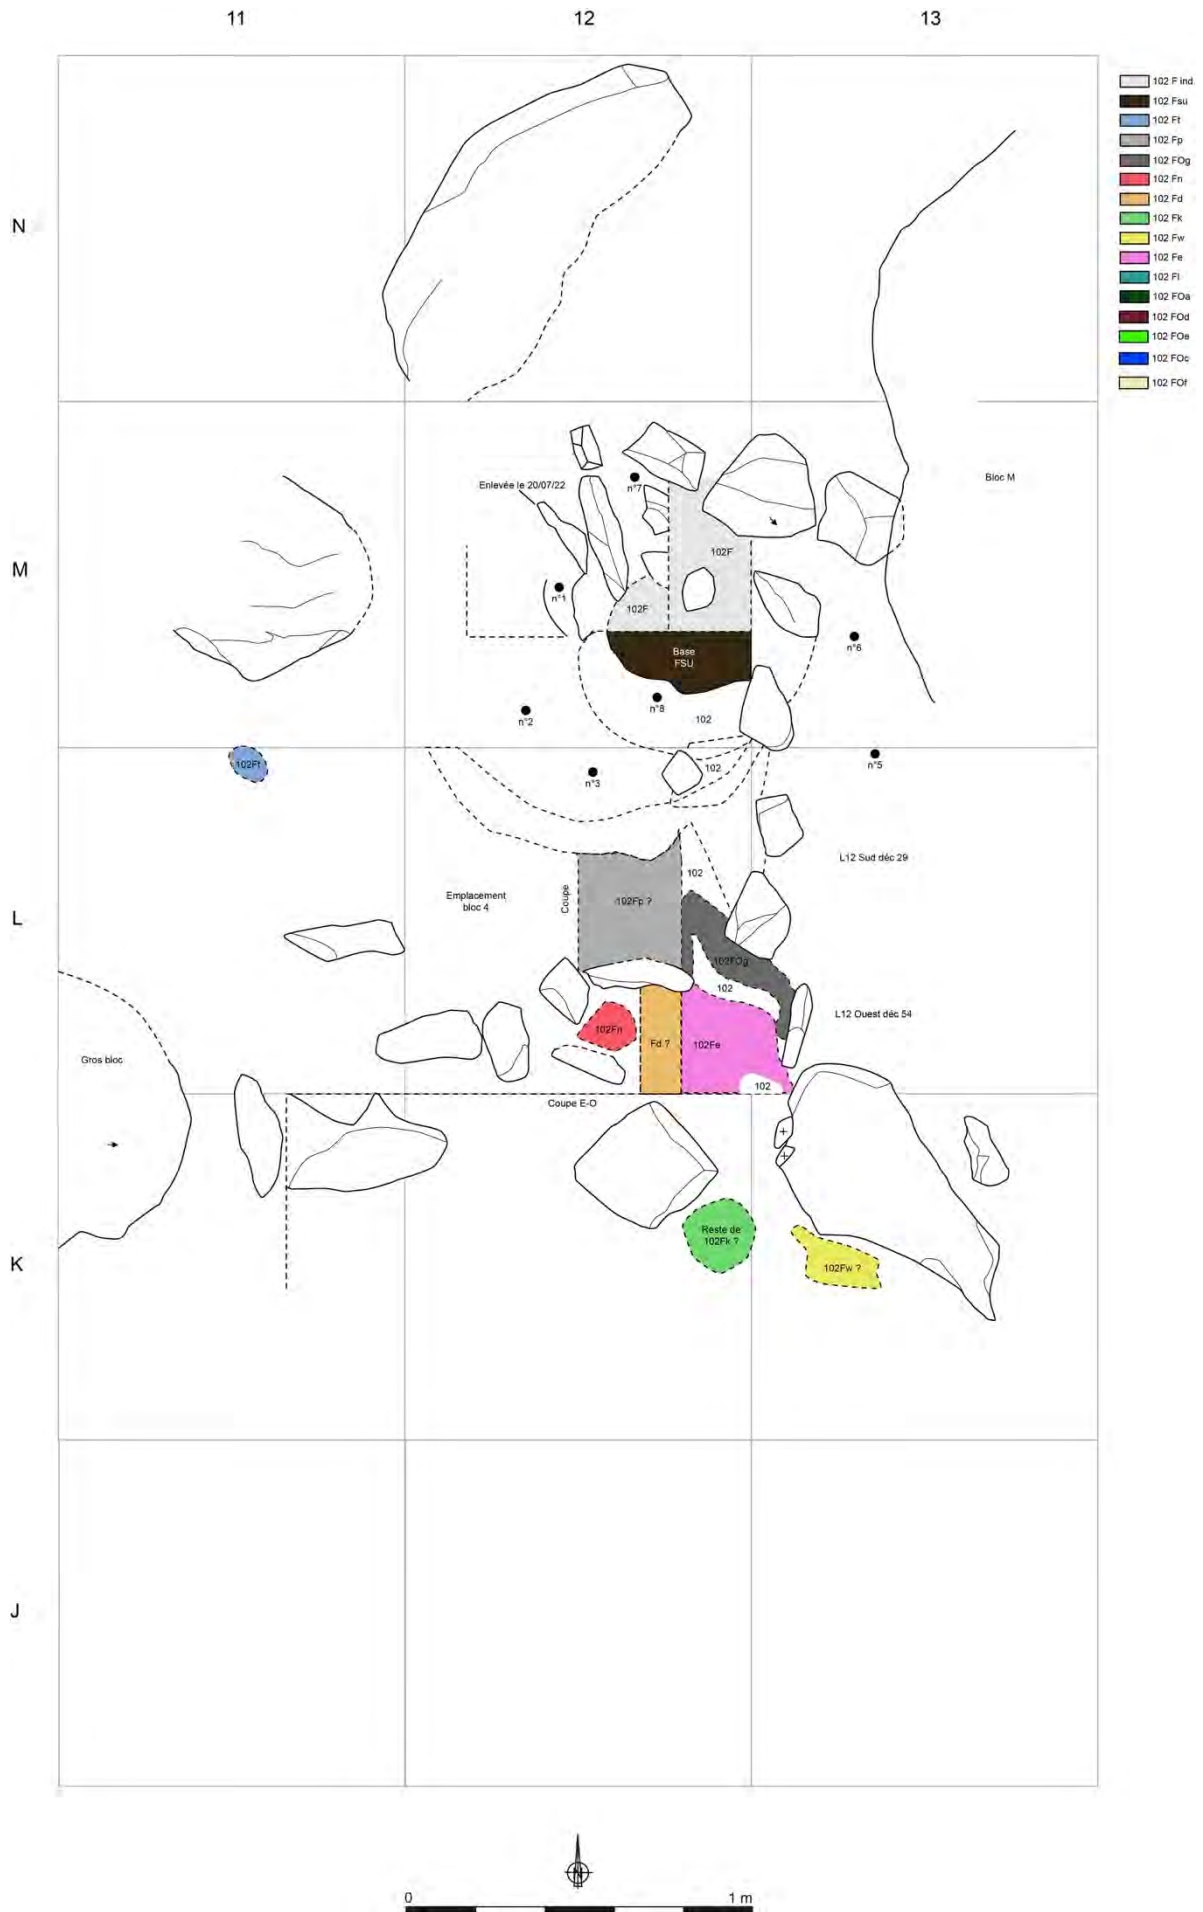 11 12 13
102 F ind
102 Fsu
102 Ft
102 Fp
102 FOg
102 Fn
102 Fd
102 Fk
102 Fw
102 Fe
102 Fl
102 FOa
102 FOd
102 FOe
102 FOc
102 FOf
N
M
L
K
J
Enlevée le 20/07/22
n°7
Bloc M
102F
n°1
102F
n°6
Base
FSU
n°8
n°2
102
n°5
102Ft
n°3
102
L12 Sud déc 29
102
Emplacement
bloc 4
Coupe
102Fp ?
102FOg
102
L12 Ouest déc 54
102Fn
Fd ?
102Fe
Gros bloc
102
Coupe E-O
Reste de
102Fk ?
102Fw ?
N
0 1 m